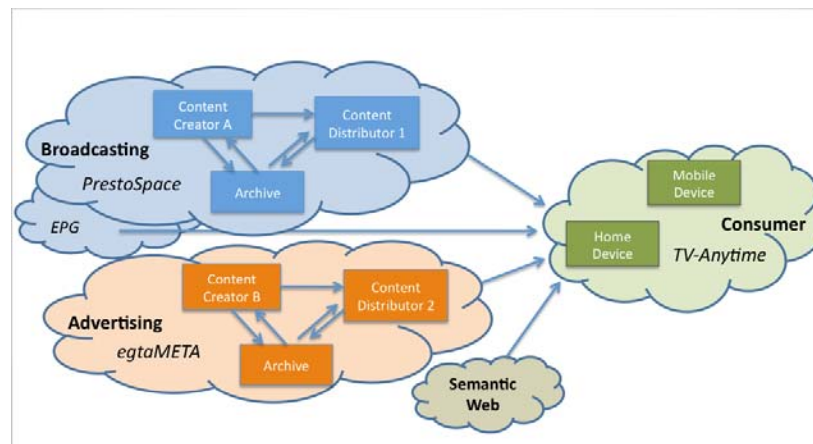 Content
Creator A
Content
Distributor 1
Broadcasting
PrestoSpace
Archive
EPG
Mobile
Device
Consumer
Home
Device
TV-Anytime
Content
Creator B
Content
Distributor 2
Advertising
egtaMETA
Archive
Semantic
Web